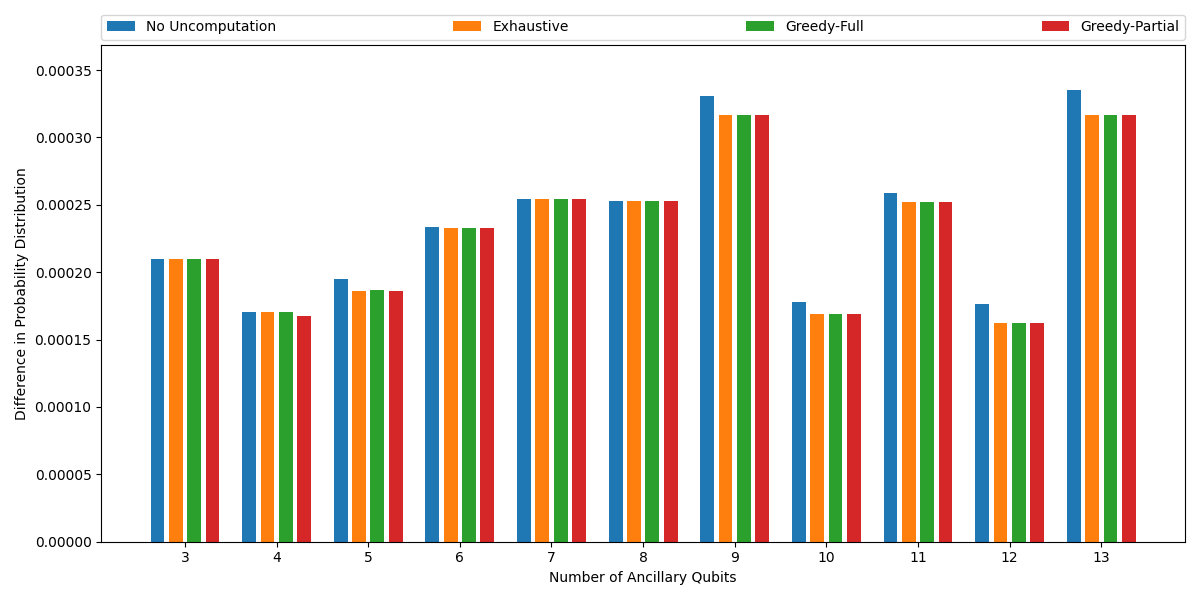 No Uncomputation Exhaustive Greedy-Full Greedy-Partial
Difference in Probability Distribution
0.00035
0.00030
0.00025
0.00020
0.00015
0.00010
0.00005
0.00000
3 4 5 6 7 8 9 10 11 12 13
Number of Ancillary Qubits